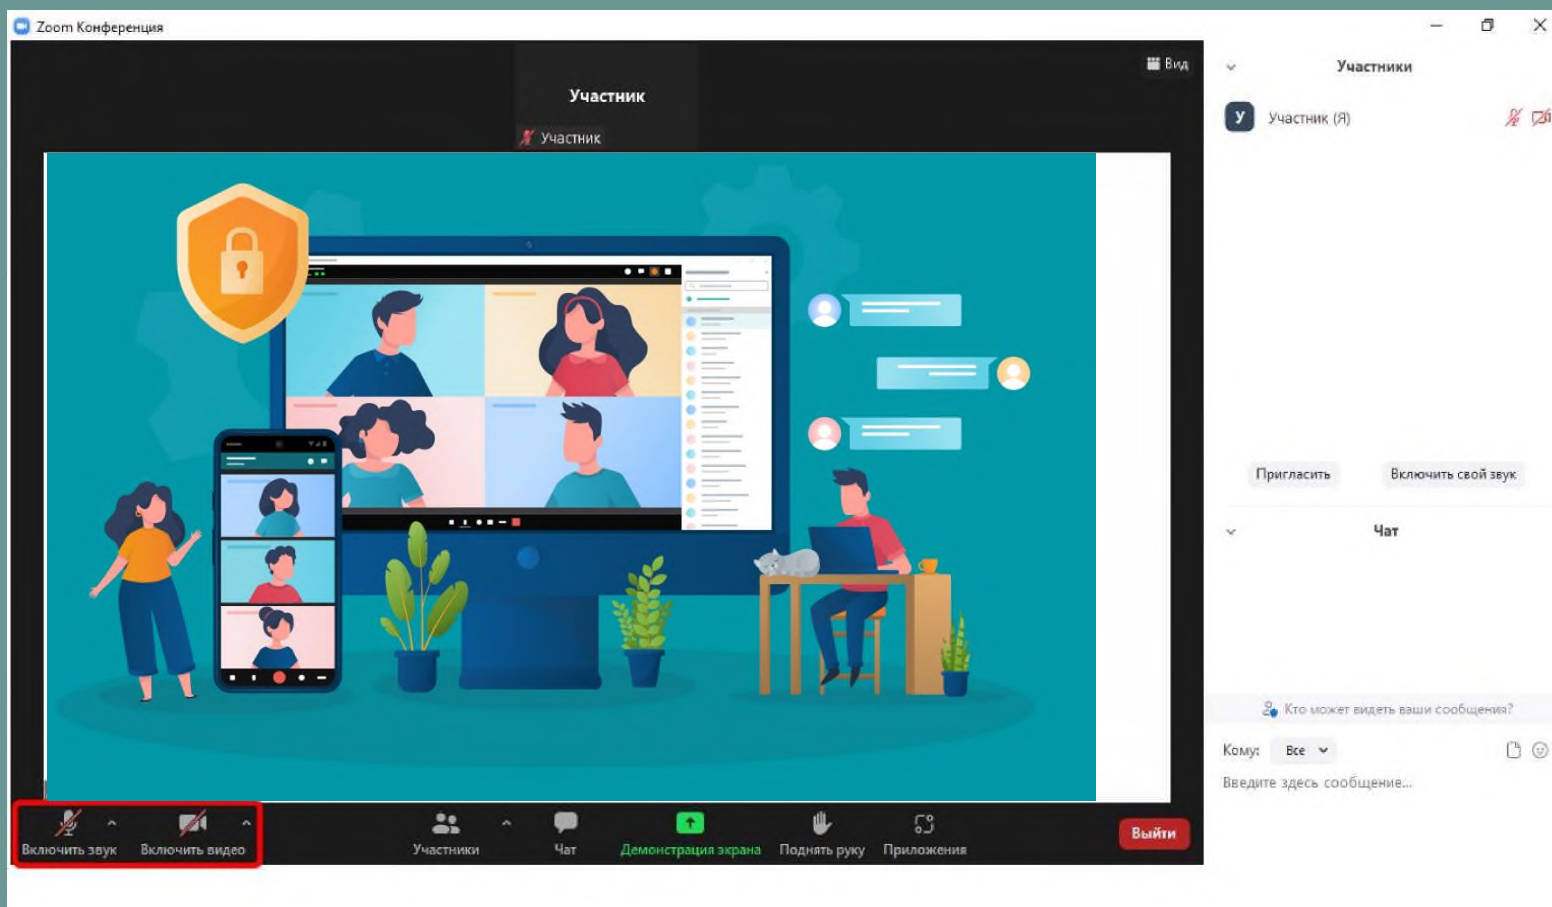 Zoom Конференция
Вид
Участник
Участник
Включить звук
Включить видео
Участники
Чат
Демонстрация экрана
Поднять руку
Приложения
Выйти
Участники
У
Участник (Я)
Пригласить
Включить свой звук
Чат
Кто может видеть ваши сообщения?
Кому: Все
Введите здесь сообщение...